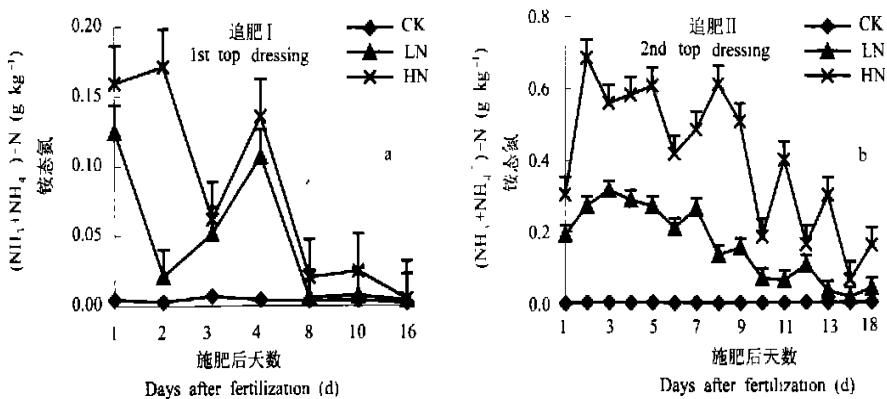 (NH₃+NH₄⁺)-N (g kg⁻¹)
铵态氮
0.20
0.15
0.10
0.05
0.00
追肥 I
1st top dressing
CK
LN
HN
a
1 2 3 4 8 10 16
施肥后天数
Days after fertilization (d)
(NH₃+NH₄⁺)-N (g kg⁻¹)
铵态氮
0.8
0.6
0.4
0.2
0.0
追肥 II
2nd top dressing
CK
LN
HN
b
1 3 5 7 9 11 13 18
施肥后天数
Days after fertilization (d)